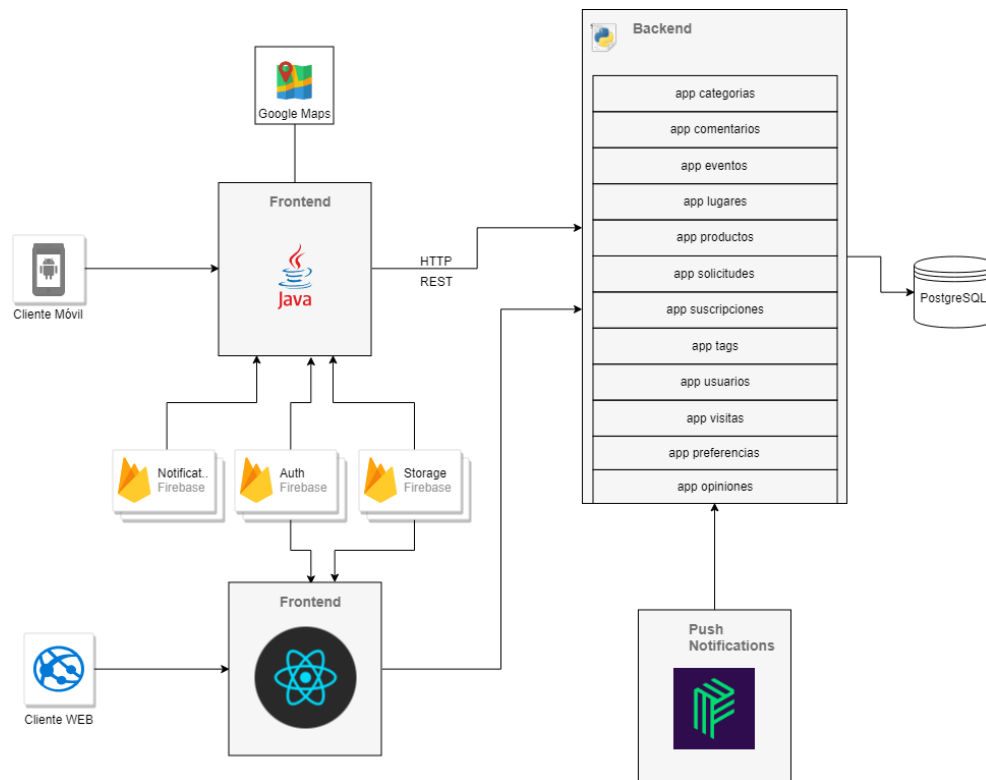 Backend
app categorias
app comentarios
app eventos
app lugares
app productos
app solicitudes
app suscripciones
app tags
app usuarios
app visitas
app preferencias
app opiniones
Google Maps
Frontend
Java
HTTP
REST
Cliente Móvil
PostgreSQL
Notificat..
Firebase
Auth
Firebase
Storage
Firebase
Frontend
Cliente WEB
Push
Notifications